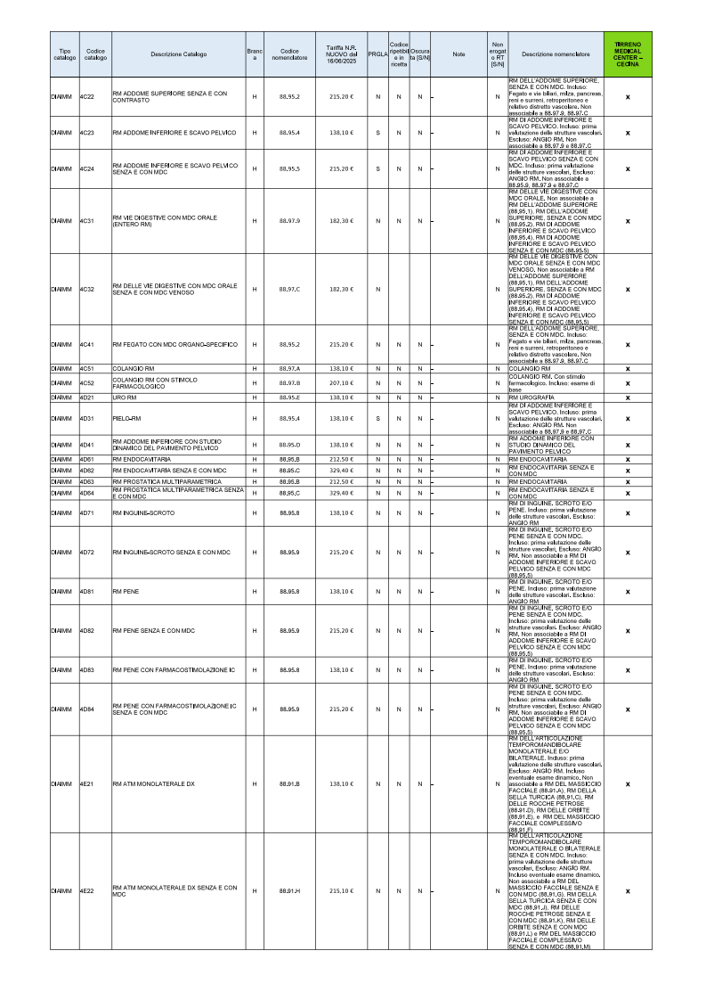 Tipo catalogo | Codice catalogo | Descrizione Catalogo | Branca | Codice nomenclatore | Tariffa N.R. NUOVO dal 16/06/2025 | PRGLA | Codice ripetibile in ricetta | Oscurata [S/N] | Note | Non erogato RT [S/N] | Descrizione nomenclatore | TIRRENO MEDICAL CENTER – CECINA
DIAIMM | 4C22 | RM ADDOME SUPERIORE SENZA E CON CONTRASTO | H | 88.95.2 | 215,20 € | N | N | N | – | N | RM DELL'ADDOME SUPERIORE, SENZA E CON MDC. Incluso: Fegato e vie biliari, milza, pancreas, reni e surreni, retroperitoneo e relativo distretto vascolare. Non associabile a 88.97.9, 88.97.C | x
DIAIMM | 4C23 | RM ADDOME INFERIORE E SCAVO PELVICO | H | 88.95.4 | 138,10 € | S | N | N | – | N | RM DI ADDOME INFERIORE E SCAVO PELVICO. Incluso: prima valutazione delle strutture vascolari. Escluso: ANGIO RM. Non associabile a 88.97.9 e 88.97.C | x
DIAIMM | 4C24 | RM ADDOME INFERIORE E SCAVO PELVICO SENZA E CON MDC | H | 88.95.5 | 215,20 € | S | N | N | – | N | RM DI ADDOME INFERIORE E SCAVO PELVICO SENZA E CON MDC. Incluso: prima valutazione delle strutture vascolari. Escluso: ANGIO RM. Non associabile a 88.95.9, 88.97.9 e 88.97.C | x
DIAIMM | 4C31 | RM VIE DIGESTIVE CON MDC ORALE (ENTERO RM) | H | 88.97.9 | 182,30 € | N | N | N | – | N | RM DELLE VIE DIGESTIVE CON MDC ORALE. Non associabile a RM DELL'ADDOME SUPERIORE (88.95.1), RM DELL'ADDOME SUPERIORE, SENZA E CON MDC (88.95.2), RM DI ADDOME INFERIORE E SCAVO PELVICO (88.95.4), RM DI ADDOME INFERIORE E SCAVO PELVICO SENZA E CON MDC (88.95.5) | x
DIAIMM | 4C32 | RM DELLE VIE DIGESTIVE CON MDC ORALE SENZA E CON MDC VENOSO | H | 88.97.C | 182,30 € | N | N | RM DELLE VIE DIGESTIVE CON MDC ORALE SENZA E CON MDC VENOSO. Non associabile a RM DELL'ADDOME SUPERIORE (88.95.1), RM DELL'ADDOME SUPERIORE, SENZA E CON MDC (88.95.2), RM DI ADDOME INFERIORE E SCAVO PELVICO (88.95.4), RM DI ADDOME INFERIORE E SCAVO PELVICO SENZA E CON MDC (88.95.5) | x
DIAIMM | 4C41 | RM FEGATO CON MDC ORGANO-SPECIFICO | H | 88.95.2 | 215,20 € | N | N | N | – | N | RM DELL'ADDOME SUPERIORE, SENZA E CON MDC. Incluso: Fegato e vie biliari, milza, pancreas, reni e surreni, retroperitoneo e relativo distretto vascolare. Non associabile a 88.97.9, 88.97.C | x
DIAIMM | 4C51 | COLANGIO RM | H | 88.97.A | 138,10 € | N | N | N | – | N | COLANGIO RM | x
DIAIMM | 4C52 | COLANGIO RM CON STIMOLO FARMACOLOGICO | H | 88.97.B | 207,10 € | N | N | N | – | N | COLANGIO RM. Con stimolo farmacologico. Incluso: esame di base | x
DIAIMM | 4D21 | URO RM | H | 88.95.E | 138,10 € | N | N | N | – | N | RM UROGRAFIA | x
DIAIMM | 4D31 | PIELO-RM | H | 88.95.4 | 138,10 € | S | N | N | – | N | RM DI ADDOME INFERIORE E SCAVO PELVICO. Incluso: prima valutazione delle strutture vascolari. Escluso: ANGIO RM. Non associabile a 88.97.9 e 88.97.C | x
DIAIMM | 4D41 | RM ADDOME INFERIORE CON STUDIO DINAMICO DEL PAVIMENTO PELVICO | H | 88.95.D | 138,10 € | N | N | N | – | N | RM ADDOME INFERIORE CON STUDIO DINAMICO DEL PAVIMENTO PELVICO | x
DIAIMM | 4D61 | RM ENDOCAVITARIA | H | 88.95.B | 212,50 € | N | N | N | – | N | RM ENDOCAVITARIA | x
DIAIMM | 4D62 | RM ENDOCAVITARIA SENZA E CON MDC | H | 88.95.C | 329,40 € | N | N | N | – | N | RM ENDOCAVITARIA SENZA E CON MDC | x
DIAIMM | 4D63 | RM PROSTATICA MULTIPARAMETRICA | H | 88.95.B | 212,50 € | N | N | N | – | N | RM ENDOCAVITARIA | x
DIAIMM | 4D64 | RM PROSTATICA MULTIPARAMETRICA SENZA E CON MDC | H | 88.95.C | 329,40 € | N | N | N | – | N | RM ENDOCAVITARIA SENZA E CON MDC | x
DIAIMM | 4D71 | RM INGUINE-SCROTO | H | 88.95.8 | 138,10 € | N | N | N | – | N | RM DI INGUINE, SCROTO E/O PENE. Incluso: prima valutazione delle strutture vascolari. Escluso: ANGIO RM | x
DIAIMM | 4D72 | RM INGUINE-SCROTO SENZA E CON MDC | H | 88.95.9 | 215,20 € | N | N | N | – | N | RM DI INGUINE, SCROTO E/O PENE SENZA E CON MDC. Incluso: prima valutazione delle strutture vascolari. Escluso: ANGIO RM. Non associabile a RM DI ADDOME INFERIORE E SCAVO PELVICO SENZA E CON MDC (88.95.5) | x
DIAIMM | 4D81 | RM PENE | H | 88.95.8 | 138,10 € | N | N | N | – | N | RM DI INGUINE, SCROTO E/O PENE. Incluso: prima valutazione delle strutture vascolari. Escluso: ANGIO RM | x
DIAIMM | 4D82 | RM PENE SENZA E CON MDC | H | 88.95.9 | 215,20 € | N | N | N | – | N | RM DI INGUINE, SCROTO E/O PENE SENZA E CON MDC. Incluso: prima valutazione delle strutture vascolari. Escluso: ANGIO RM. Non associabile a RM DI ADDOME INFERIORE E SCAVO PELVICO SENZA E CON MDC (88.95.5) | x
DIAIMM | 4D83 | RM PENE CON FARMACOSTIMOLAZIONE IC | H | 88.95.8 | 138,10 € | N | N | N | – | N | RM DI INGUINE, SCROTO E/O PENE. Incluso: prima valutazione delle strutture vascolari. Escluso: ANGIO RM | x
DIAIMM | 4D84 | RM PENE CON FARMACOSTIMOLAZIONE IC SENZA E CON MDC | H | 88.95.9 | 215,20 € | N | N | N | – | N | RM DI INGUINE, SCROTO E/O PENE SENZA E CON MDC. Incluso: prima valutazione delle strutture vascolari. Escluso: ANGIO RM. Non associabile a RM DI ADDOME INFERIORE E SCAVO PELVICO SENZA E CON MDC (88.95.5) | x
DIAIMM | 4E21 | RM ATM MONOLATERALE DX | H | 88.91.B | 138,10 € | N | N | N | – | N | RM DELL'ARTICOLAZIONE TEMPOROMANDIBOLARE MONOLATERALE E/O BILATERALE. Incluso: prima valutazione delle strutture vascolari. Escluso: ANGIO RM. Incluso eventuale esame dinamico. Non associabile a RM DEL MASSICCIO FACCIALE (88.91.A), RM DELLA SELLA TURCICA (88.91.C), RM DELLE ROCCHE PETROSE (88.91.D), RM DELLE ORBITE (88.91.E), e RM DEL MASSICCIO FACCIALE COMPLESSIVO (88.91.F) | x
DIAIMM | 4E22 | RM ATM MONOLATERALE DX SENZA E CON MDC | H | 88.91.H | 215,10 € | N | N | N | – | N | RM DELL'ARTICOLAZIONE TEMPOROMANDIBOLARE MONOLATERALE O BILATERALE SENZA E CON MDC. Incluso: prima valutazione delle strutture vascolari, Escluso: ANGIO RM. Incluso eventuale esame dinamico. Non associabile a RM DEL MASSICCIO FACCIALE SENZA E CON MDC (88.91.G), RM DELLA SELLA TURCICA SENZA E CON MDC (88.91.J), RM DELLE ROCCHE PETROSE SENZA E CON MDC (88.91.K), RM DELLE ORBITE SENZA E CON MDC (88.91.L) e RM DEL MASSICCIO FACCIALE COMPLESSIVO SENZA E CON MDC (88.91.M) | x